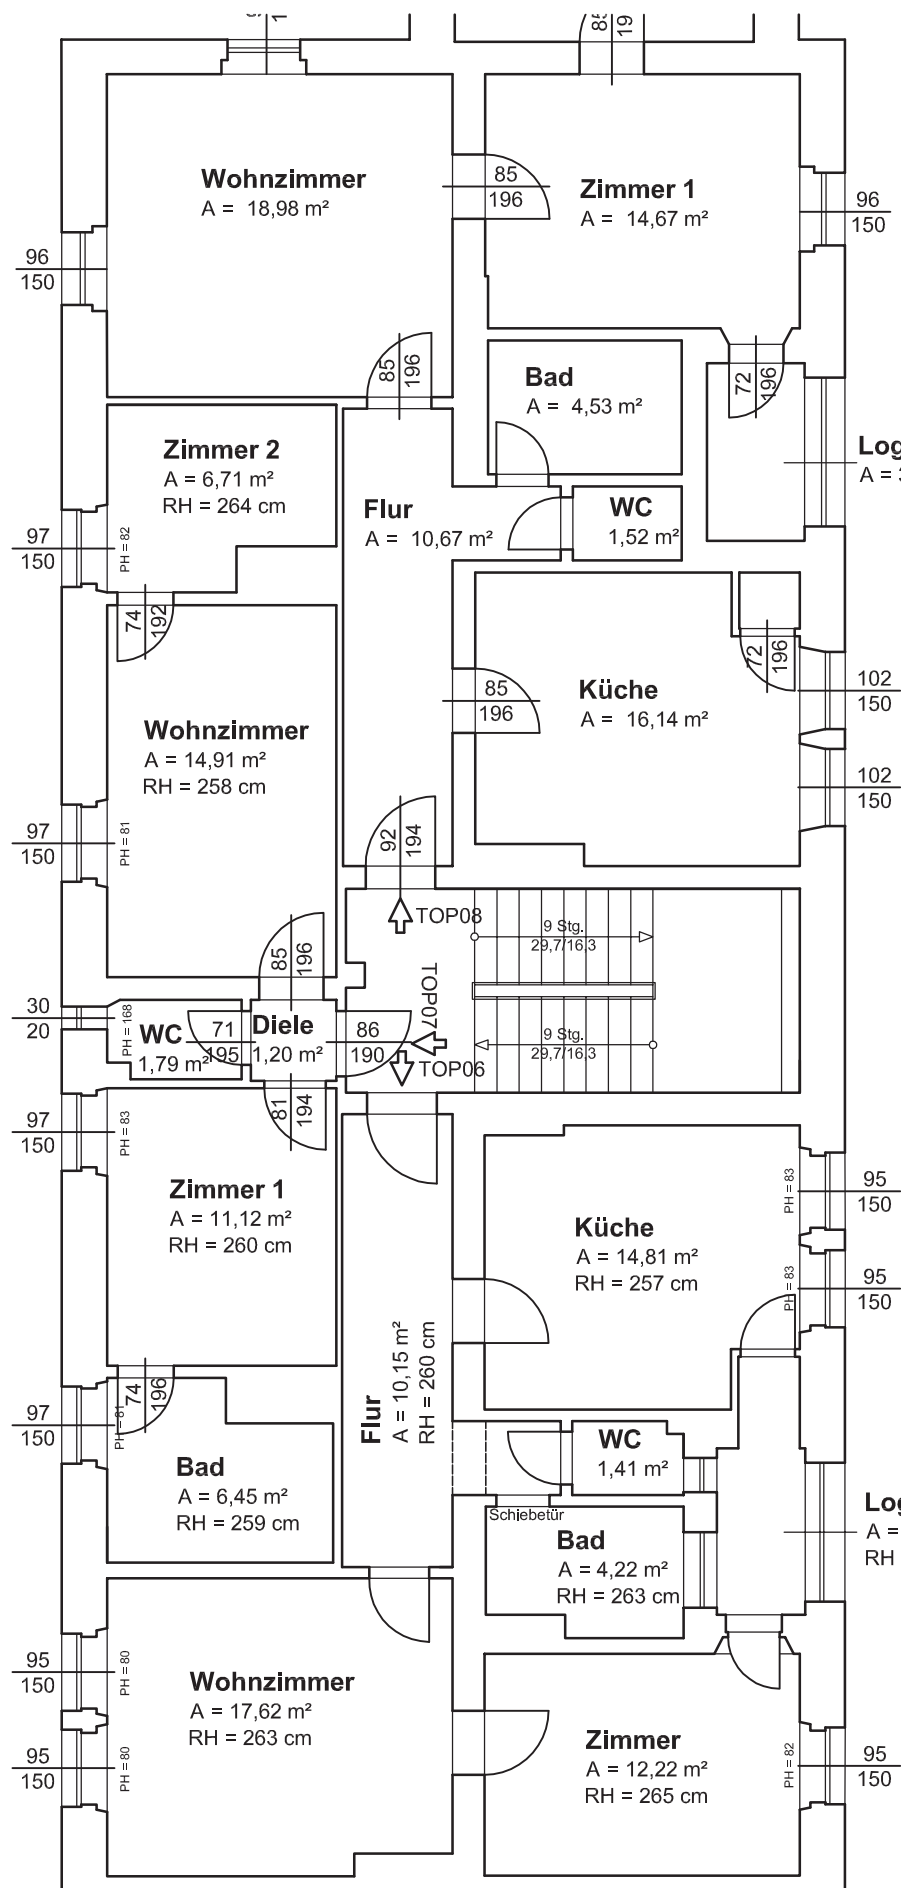 85
19
Wohnzimmer
A = 18,98 m²
85
196
Zimmer 1
A = 14,67 m²
96
150
96
150
85
196
72
196
Bad
A = 4,53 m²
Zimmer 2
A = 6,71 m²
RH = 264 cm
Log
A = 3
Flur
A = 10,67 m²
WC
1,52 m²
97
150
PH = 82
74
192
72
196
Küche
A = 16,14 m²
85
196
102
150
102
150
Wohnzimmer
A = 14,91 m²
RH = 258 cm
97
150
PH = 81
92
194
TOP08
9 Stg.
29,7/16,3
85
196
TOP07
30
20
PH = 168
WC
1,79 m²
71
195
Diele
1,20 m²
86
190
9 Stg.
29,7/16,3
TOP06
97
150
PH = 83
81
194
Zimmer 1
A = 11,12 m²
RH = 260 cm
PH = 83
95
150
Küche
A = 14,81 m²
RH = 257 cm
PH = 83
95
150
Flur
A = 10,15 m²
RH = 260 cm
74
196
97
150
PH = 81
Bad
A = 6,45 m²
RH = 259 cm
WC
1,41 m²
Schiebetür
Bad
A = 4,22 m²
RH = 263 cm
Log
A =
RH
95
150
PH = 80
Wohnzimmer
A = 17,62 m²
RH = 263 cm
95
150
PH = 80
Zimmer
A = 12,22 m²
RH = 265 cm
PH = 82
95
150